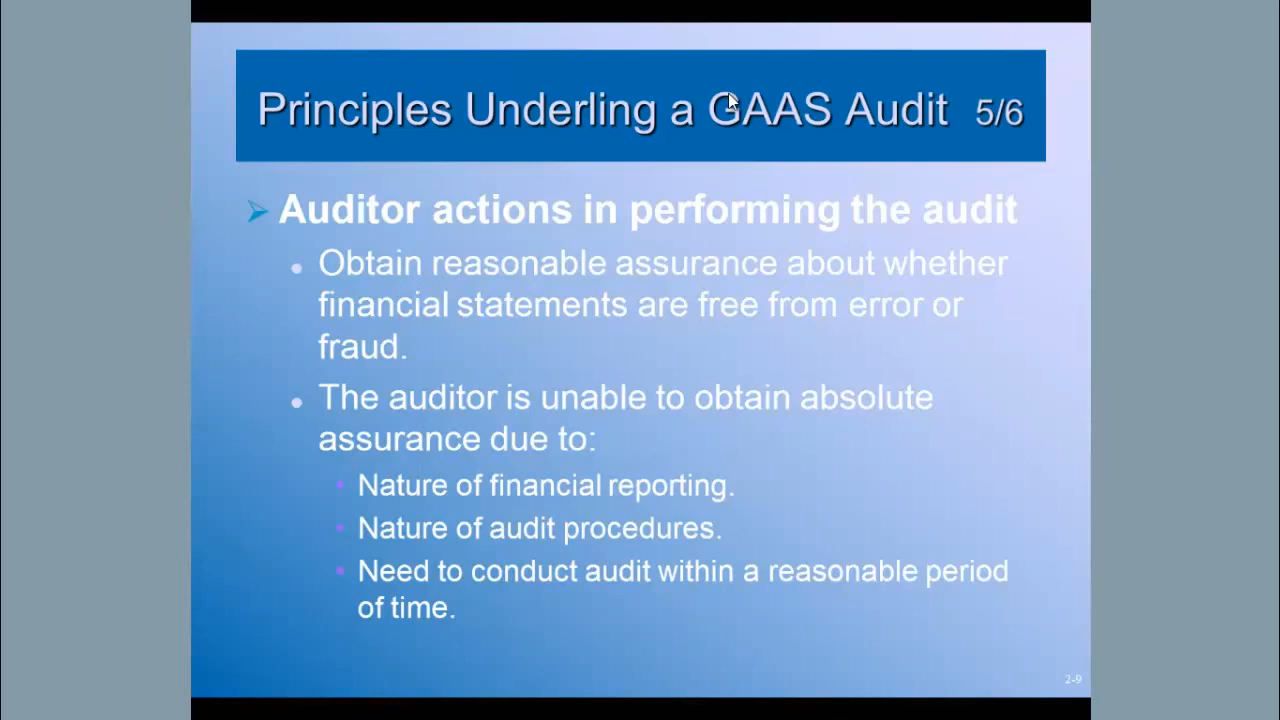 Principles Underling a GAAS Audit 5/6
Auditor actions in performing the audit
Obtain reasonable assurance about whether
financial statements are free from error or
fraud.
The auditor is unable to obtain absolute
assurance due to:
Nature of financial reporting.
Nature of audit procedures.
Need to conduct audit within a reasonable period
of time.
2-9